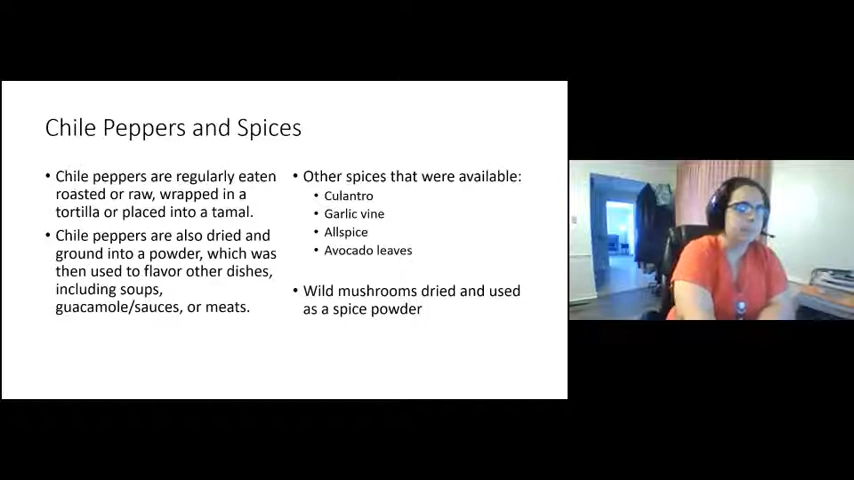 Chile Peppers and Spices
• Chile peppers are regularly eaten
roasted or raw, wrapped in a
tortilla or placed into a tamal.
• Chile peppers are also dried and
ground into a powder, which was
then used to flavor other dishes,
including soups,
guacamole/sauces, or meats.
• Other spices that were available:
• Culantro
• Garlic vine
• Allspice
• Avocado leaves
• Wild mushrooms dried and used
as a spice powder